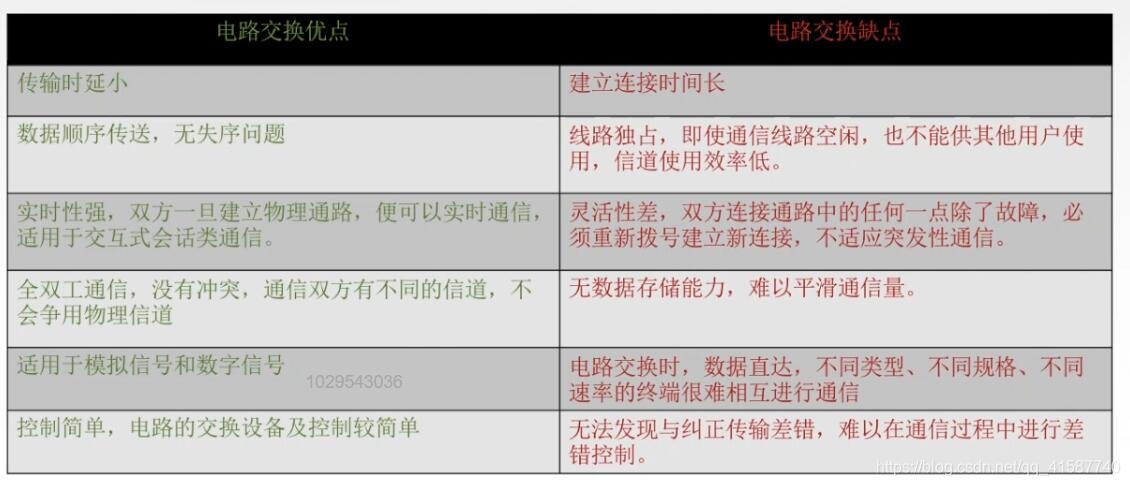 电路交换优点
电路交换缺点
传输时延小
建立连接时间长
数据顺序传送，无失序问题
线路独占，即使通信线路空闲，也不能供其他用户使
用，信道使用效率低。
实时性强，双方一旦建立物理通路，便可以实时通信，
适用于交互式会话类通信。
灵活性差，双方连接通路中的任何一点除了故障，必
须重新拨号建立新连接，不适应突发性通信。
全双工通信，没有冲突，通信双方有不同的信道，不
会争用物理信道
无数据存储能力，难以平滑通信量。
适用于模拟信号和数字信号
1029543036
电路交换时，数据直达，不同类型、不同规格、不同
速率的终端很难相互进行通信
控制简单，电路的交换设备及控制较简单
无法发现与纠正传输差错，难以在通信过程中进行差
错控制。
https://blog.csdn.net/qq_41587740